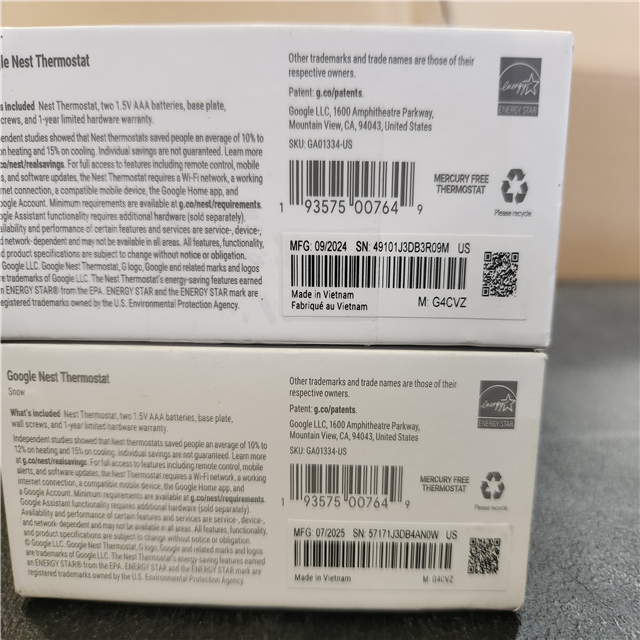 le Nest Thermostat
s included Nest Thermostat, two 1.5V AAA batteries, base plate,
crews, and 1-year limited hardware warranty.
pendent studies showed that Nest thermostats saved people an average of 10% to
on heating and 15% on cooling. Individual savings are not guaranteed. Learn more
co/nest/realsavings. For full access to features including remote control, mobile
s, and software updates, the Nest Thermostat requires a Wi-Fi network, a working
net connection, a compatible mobile device, the Google Home app, and
ogle Account. Minimum requirements are available at g.co/nest/requirements.
gle Assistant functionality requires additional hardware (sold separately).
ailability and performance of certain features and services are service-, device-,
d network-dependent and may not be available in all areas. All features, functionality,
d product specifications are subject to change without notice or obligation.
Google LLC. Google Nest Thermostat, G logo, Google and related marks and logos
re trademarks of Google LLC. The Nest Thermostat's energy-saving features earned
n ENERGY STAR® from the EPA. ENERGY STAR and the ENERGY STAR mark are
egistered trademarks owned by the U.S. Environmental Protection Agency.
Other trademarks and trade names are those of their
respective owners.
Patent: g.co/patents.
Google LLC, 1600 Amphitheatre Parkway,
Mountain View, CA, 94043, United States
SKU: GA01334-US
energy
ENERGY STAR
1 93575 00764 9
MERCURY FREE
THERMOSTAT
Please recycle
MFG: 09/2024 SN: 49101J3DB3R09M US
Made in Vietnam
Fabriqué au Vietnam
M: G4CVZ
Google Nest Thermostat
Snow
What's included Nest Thermostat, two 1.5V AAA batteries, base plate,
wall screws, and 1-year limited hardware warranty.
Independent studies showed that Nest thermostats saved people an average of 10% to
12% on heating and 15% on cooling. Individual savings are not guaranteed. Learn more
at g.co/nest/realsavings. For full access to features including remote control, mobile
alerts, and software updates, the Nest Thermostat requires a Wi-Fi network, a working
internet connection, a compatible mobile device, the Google Home app, and
a Google Account. Minimum requirements are available at g.co/nest/requirements.
Google Assistant functionality requires additional hardware (sold separately).
Availability and performance of certain features and services are service-, device-,
and network-dependent and may not be available in all areas. All features, functionality,
and product specifications are subject to change without notice or obligation.
© Google LLC. Google Nest Thermostat, G logo, Google and related marks and logos
are trademarks of Google LLC. The Nest Thermostat's energy-saving features earned
an ENERGY STAR® from the EPA. ENERGY STAR and the ENERGY STAR mark are
registered trademarks owned by the U.S. Environmental Protection Agency.
Other trademarks and trade names are those of their
respective owners.
Patent: g.co/patents.
Google LLC, 1600 Amphitheatre Parkway,
Mountain View, CA, 94043, United States
SKU: GA01334-US
energy
ENERGY STAR
1 93575 00764 9
MERCURY FREE
THERMOSTAT
Please recycle
MFG: 07/2025 SN: 57171J3DB4AN0W US
Made in Vietnam
M: G4CVZ